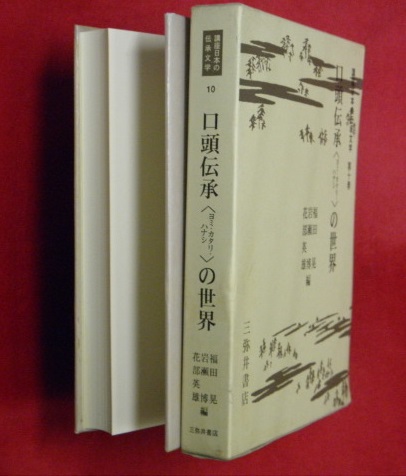 講座日本の
伝承文学
10
口頭伝承〈ヨミ・カタリ・ハナシ〉の世界
福田晃
岩瀬博
花部英雄
編
三弥井書店
口頭伝承〈ヨミ・カタリ・ハナシ〉の世界
福田晃
岩瀬博
花部英雄
編
三弥井書店